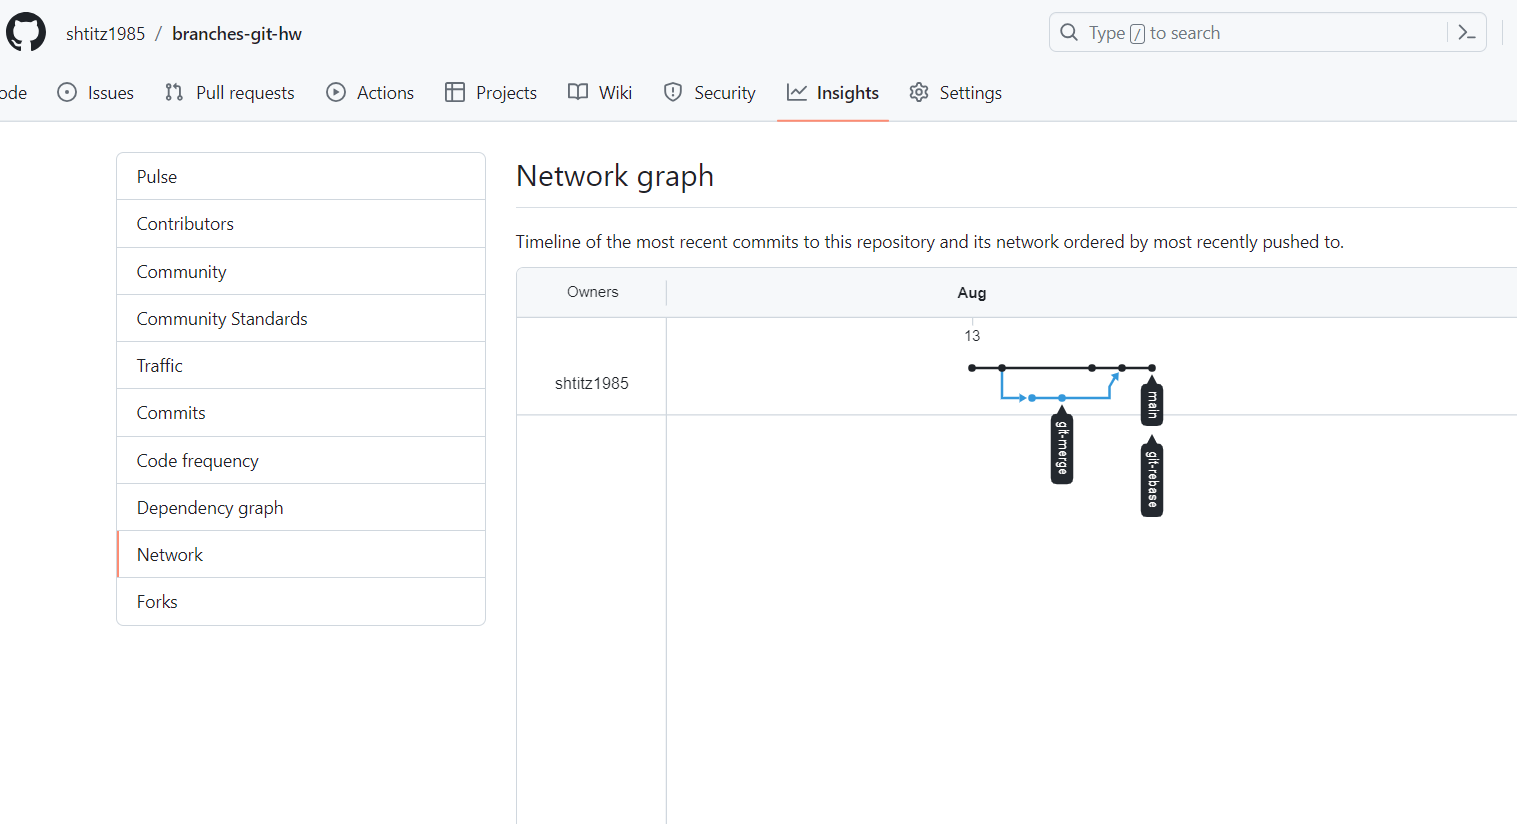 shtitz1985 / branches-git-hw
Type / to search
ode Issues Pull requests Actions Projects Wiki Security Insights Settings
Pulse
Contributors
Community
Community Standards
Traffic
Commits
Code frequency
Dependency graph
Network
Forks
Network graph
Timeline of the most recent commits to this repository and its network ordered by most recently pushed to.
Owners
Aug
13
shtitz1985
main
git-merge
git-rebase